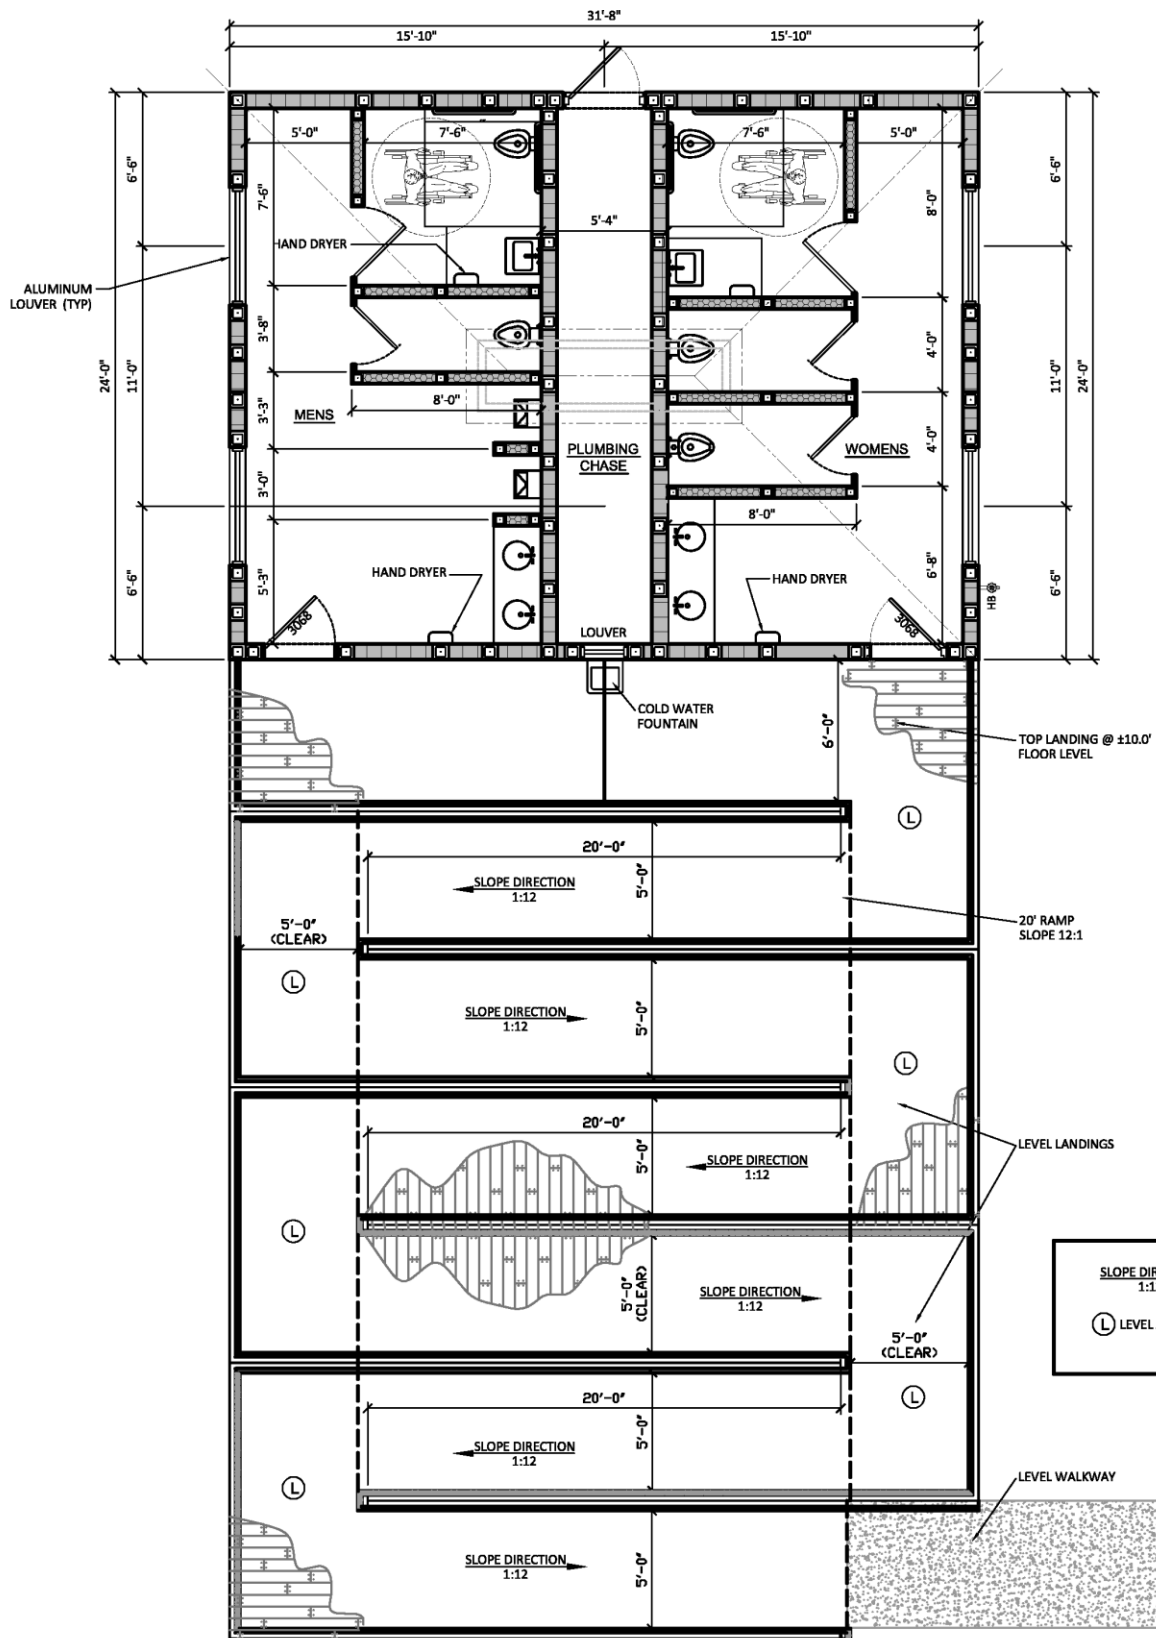 31'-8"
15'-10"
15'-10"
5'-0"
7'-6"
7'-6"
5'-0"
6'-6"
7'-6"
8'-0"
6'-6"
5'-4"
HAND DRYER
ALUMINUM
LOUVER (TYP)
24'-0"
11'-0"
3'-8"
4'-0"
11'-0"
24'-0"
MENS
8'-0"
3'-3"
PLUMBING
CHASE
WOMENS
4'-0"
3'-0"
8'-0"
6'-6"
5'-3"
HAND DRYER
HAND DRYER
6'-8"
6'-6"
HB
3068
LOUVER
3068
COLD WATER
FOUNTAIN
6'-0"
TOP LANDING @ ±10.0'
FLOOR LEVEL
L
20'-0"
SLOPE DIRECTION
1:12
5'-0"
5'-0"
(CLEAR)
20' RAMP
SLOPE 12:1
L
SLOPE DIRECTION
1:12
5'-0"
L
20'-0"
5'-0"
SLOPE DIRECTION
1:12
LEVEL LANDINGS
L
5'-0"
(CLEAR)
SLOPE DIRECTION
1:12
SLOPE DIR
1:1
L LEVEL
5'-0"
(CLEAR)
20'-0"
L
SLOPE DIRECTION
1:12
5'-0"
L
LEVEL WALKWAY
SLOPE DIRECTION
1:12
5'-0"